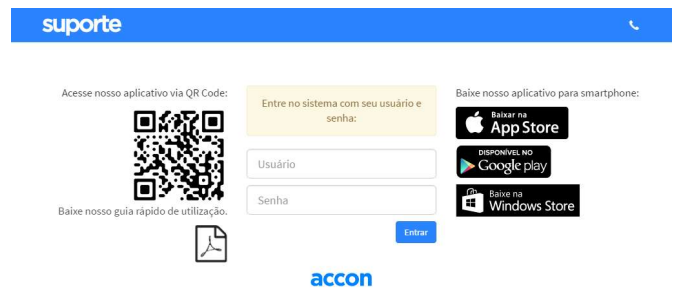 suporte
Acesse nosso aplicativo via QR Code:
Baixe nosso guia rápido de utilização.
Entre no sistema com seu usuário e
senha:
Usuário
Senha
Entrar
Baixe nosso aplicativo para smartphone:
Baixar na
App Store
DISPONÍVEL NO
Google play
Baixe na
Windows Store
accon